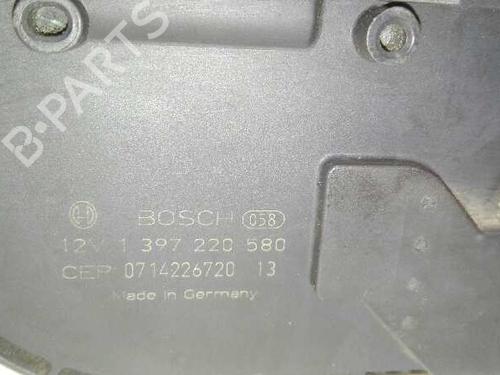 B-PARTS
BOSCH 058
12V 1 397 220 580
CEP 0714226720 13
Made in Germany